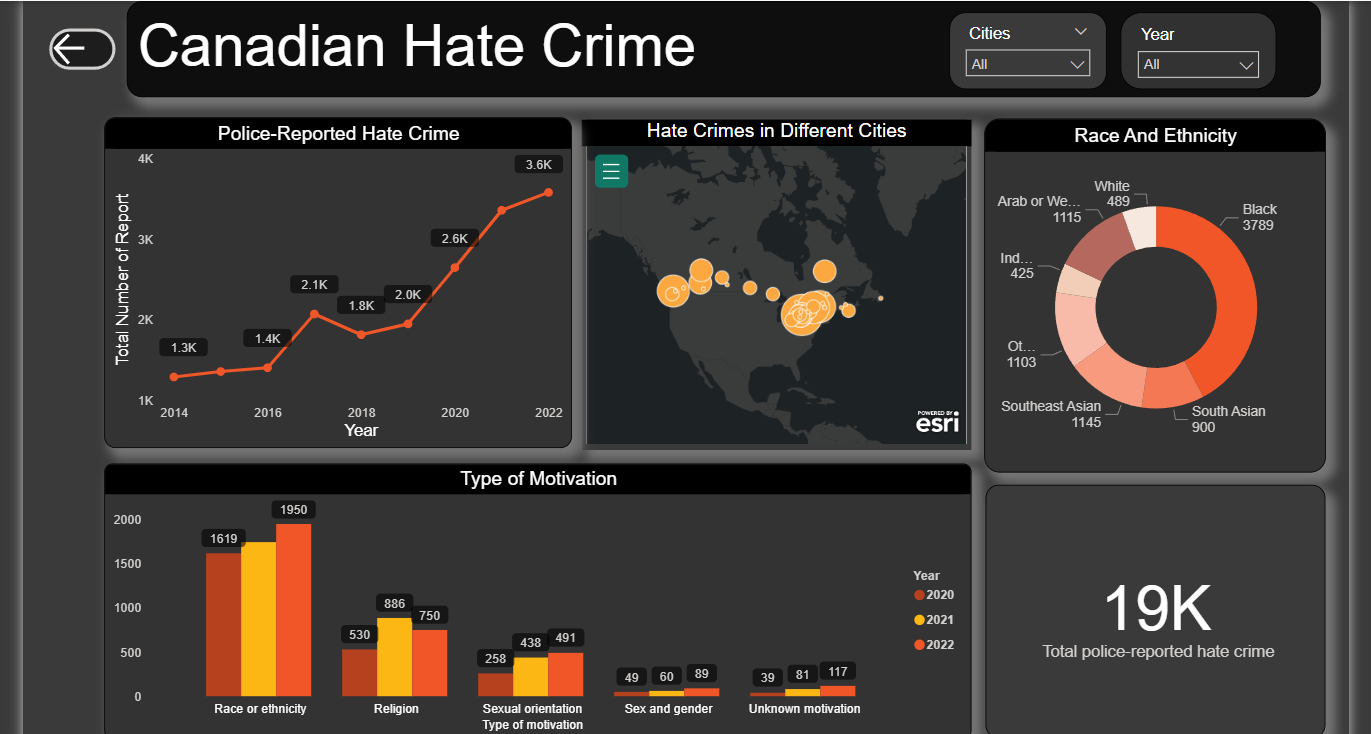 Canadian Hate Crime
Cities
All
Year
All
Police-Reported Hate Crime
Total Number of Report
4K
3K
2K
1K
1.3K
1.4K
2.1K
1.8K
2.0K
2.6K
3.6K
2014
2016
2018
2020
2022
Year
Hate Crimes in Different Cities
POWERED BY
esri
Race And Ethnicity
White
489
Arab or We...
1115
Ind...
425
Ot...
1103
Southeast Asian
1145
South Asian
900
Black
3789
Type of Motivation
2000
1500
1000
500
0
1619
1950
530
886
750
258
438
491
49
60
89
39
81
117
Race or ethnicity
Religion
Sexual orientation
Sex and gender
Unknown motivation
Type of motivation
Year
2020
2021
2022
19K
Total police-reported hate crime